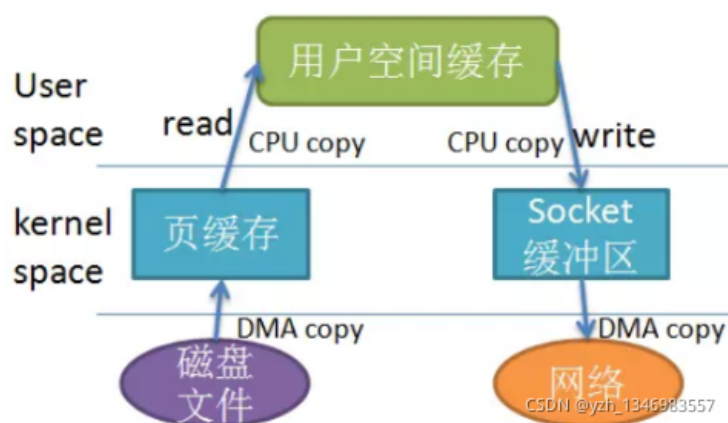 用户空间缓存
User
space
read
CPU copy
CPU copy
write
kernel
space
页缓存
Socket
缓冲区
DMA copy
DMA copy
磁盘
文件
网络
CSDN @yzh_1346983557